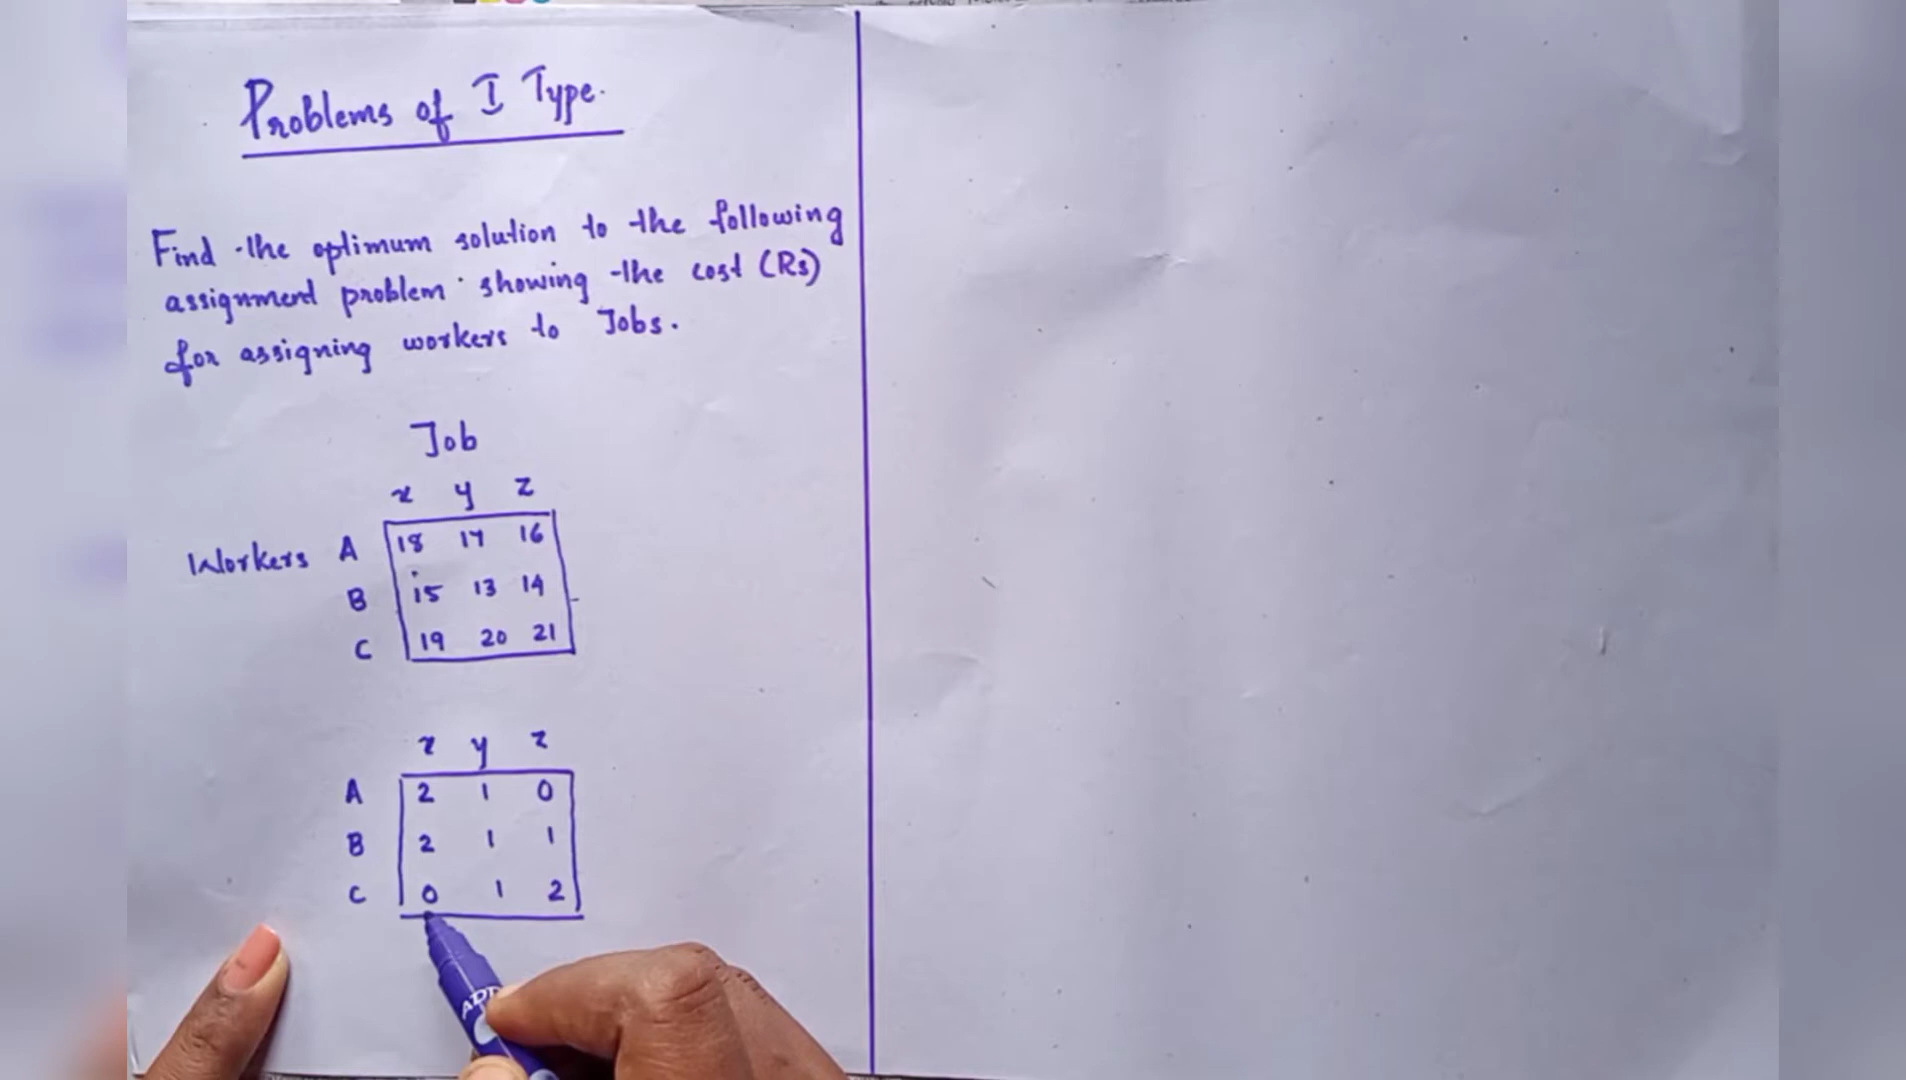 Problems of I Type.
Find the optimum solution to the following
assignment problem showing the cost (Rs)
for assigning workers to Jobs.
Job
x y z
Workers A 18 17 16
B 15 13 14
C 19 20 21
x y z
A 2 1 0
B 2 1 1
C 0 1 2